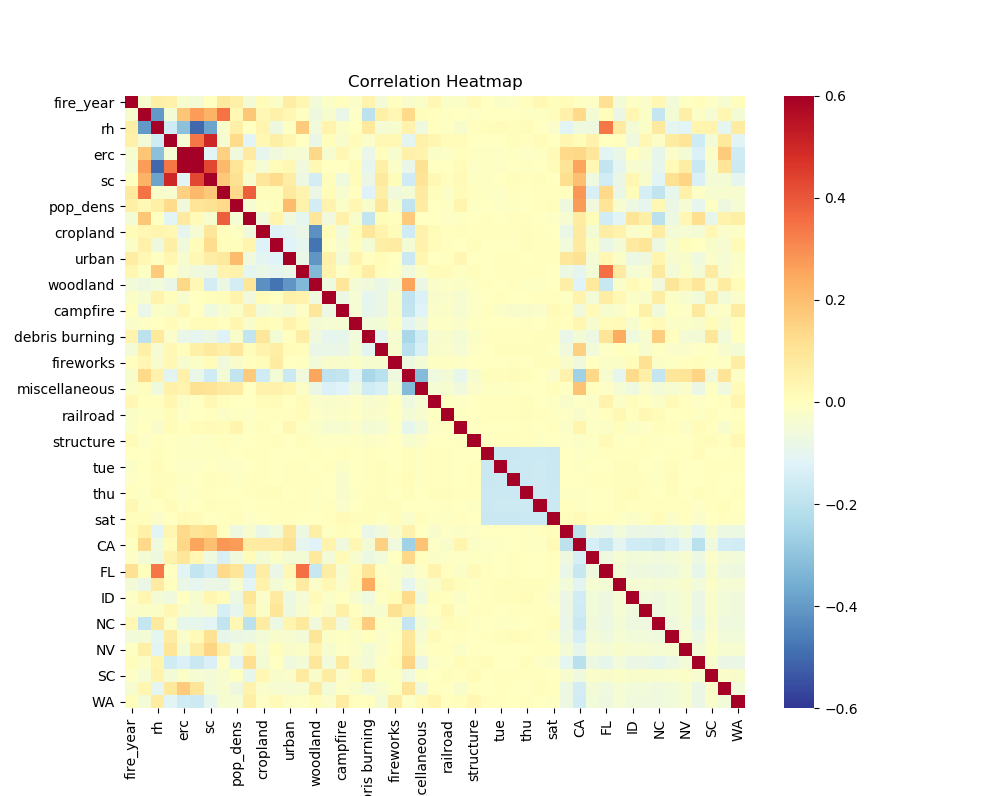 Correlation Heatmap
fire_year
rh
erc
sc
pop_dens
cropland
urban
woodland
campfire
debris burning
fireworks
miscellaneous
railroad
structure
tue
thu
sat
CA
FL
ID
NC
NV
SC
WA
fire_year
rh
erc
sc
pop_dens
cropland
urban
woodland
campfire
ris burning
fireworks
cellaneous
railroad
structure
tue
thu
sat
CA
FL
ID
NC
NV
SC
WA
0.6
0.4
0.2
0.0
−0.2
−0.4
−0.6